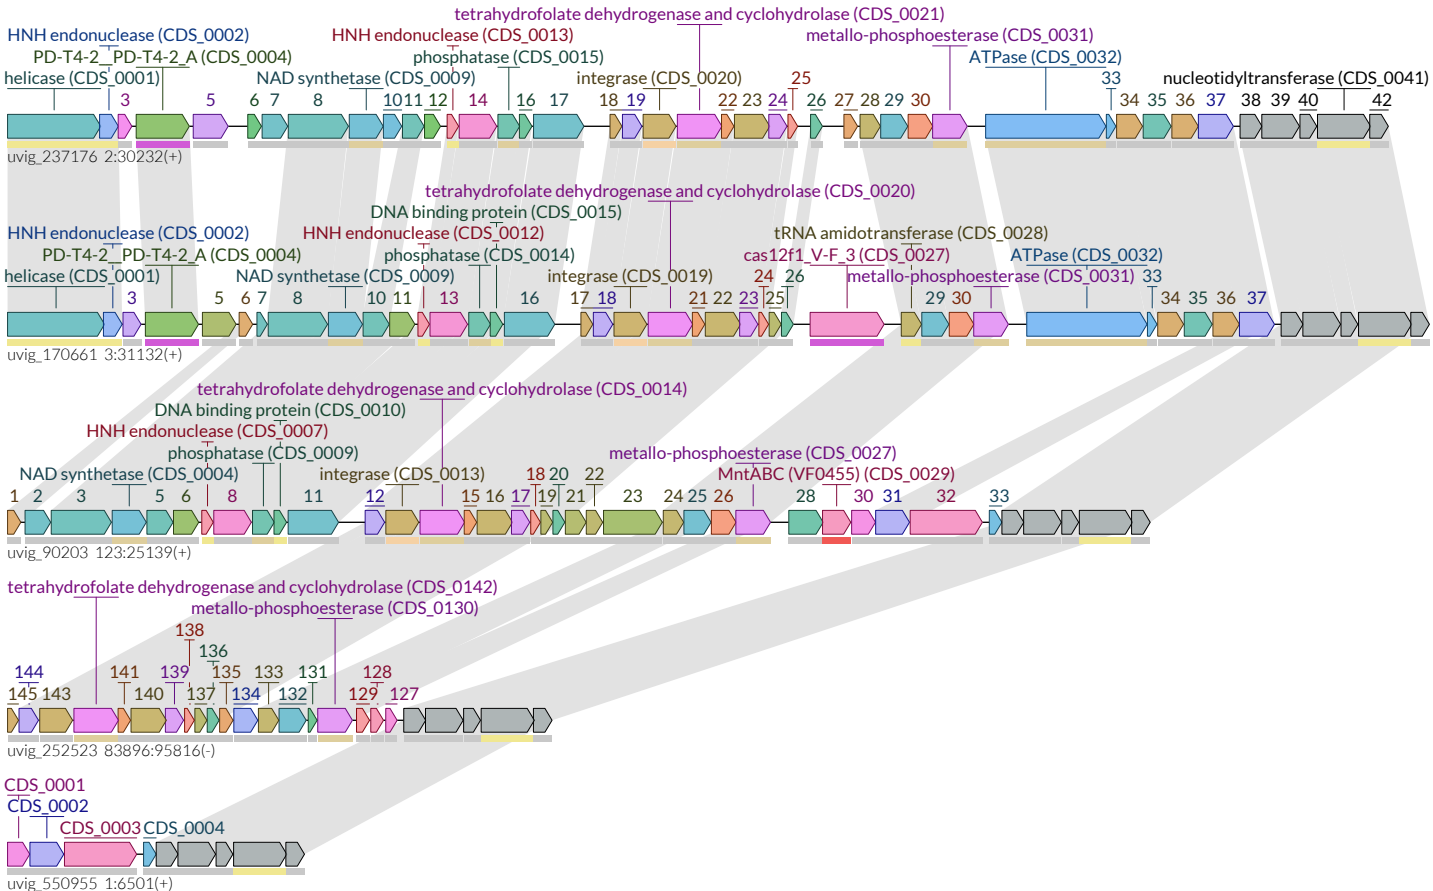 tetrahydrofolate dehydrogenase and cyclohydrolase (CDS_0021)
HNH endonuclease (CDS_0002) HNH endonuclease (CDS_0013) metallo-phosphoesterase (CDS_0031)
PD-T4-2__PD-T4-2_A (CDS_0004) phosphatase (CDS_0015) ATPase (CDS_0032)
helicase (CDS_0001) NAD synthetase (CDS_0009) integrase (CDS_0020) 25 33 nucleotidyltransferase (CDS_0041)
3 5 6 7 8 10 11 12 14 16 17 18 19 22 23 24 26 27 28 29 30 34 35 36 37 38 39 40 42
uvig_237176 2:30232(+)
tetrahydrofolate dehydrogenase and cyclohydrolase (CDS_0020)
DNA binding protein (CDS_0015)
HNH endonuclease (CDS_0002) HNH endonuclease (CDS_0012) tRNA amidotransferase (CDS_0028)
PD-T4-2__PD-T4-2_A (CDS_0004) phosphatase (CDS_0014) cas12f1_V-F_3 (CDS_0027) ATPase (CDS_0032)
helicase (CDS_0001) NAD synthetase (CDS_0009) integrase (CDS_0019) 24 26 metallo-phosphoesterase (CDS_0031) 33
3 5 6 7 8 10 11 13 16 17 18 21 22 23 25 29 30 34 35 36 37
uvig_170661 3:31132(+)
tetrahydrofolate dehydrogenase and cyclohydrolase (CDS_0014)
DNA binding protein (CDS_0010)
HNH endonuclease (CDS_0007)
phosphatase (CDS_0009) metallo-phosphoesterase (CDS_0027)
NAD synthetase (CDS_0004) integrase (CDS_0013) 18 20 22 MntABC (VF0455) (CDS_0029)
1 2 3 5 6 8 11 12 15 16 17 19 21 23 24 25 26 28 30 31 32 33
uvig_90203 123:25139(+)
tetrahydrofolate dehydrogenase and cyclohydrolase (CDS_0142)
metallo-phosphoesterase (CDS_0130)
138
136
144 141 139 135 133 131 128
145 143 140 137 134 132 129 127
uvig_252523 83896:95816(-)
CDS_0001
CDS_0002
CDS_0003 CDS_0004
uvig_550955 1:6501(+)